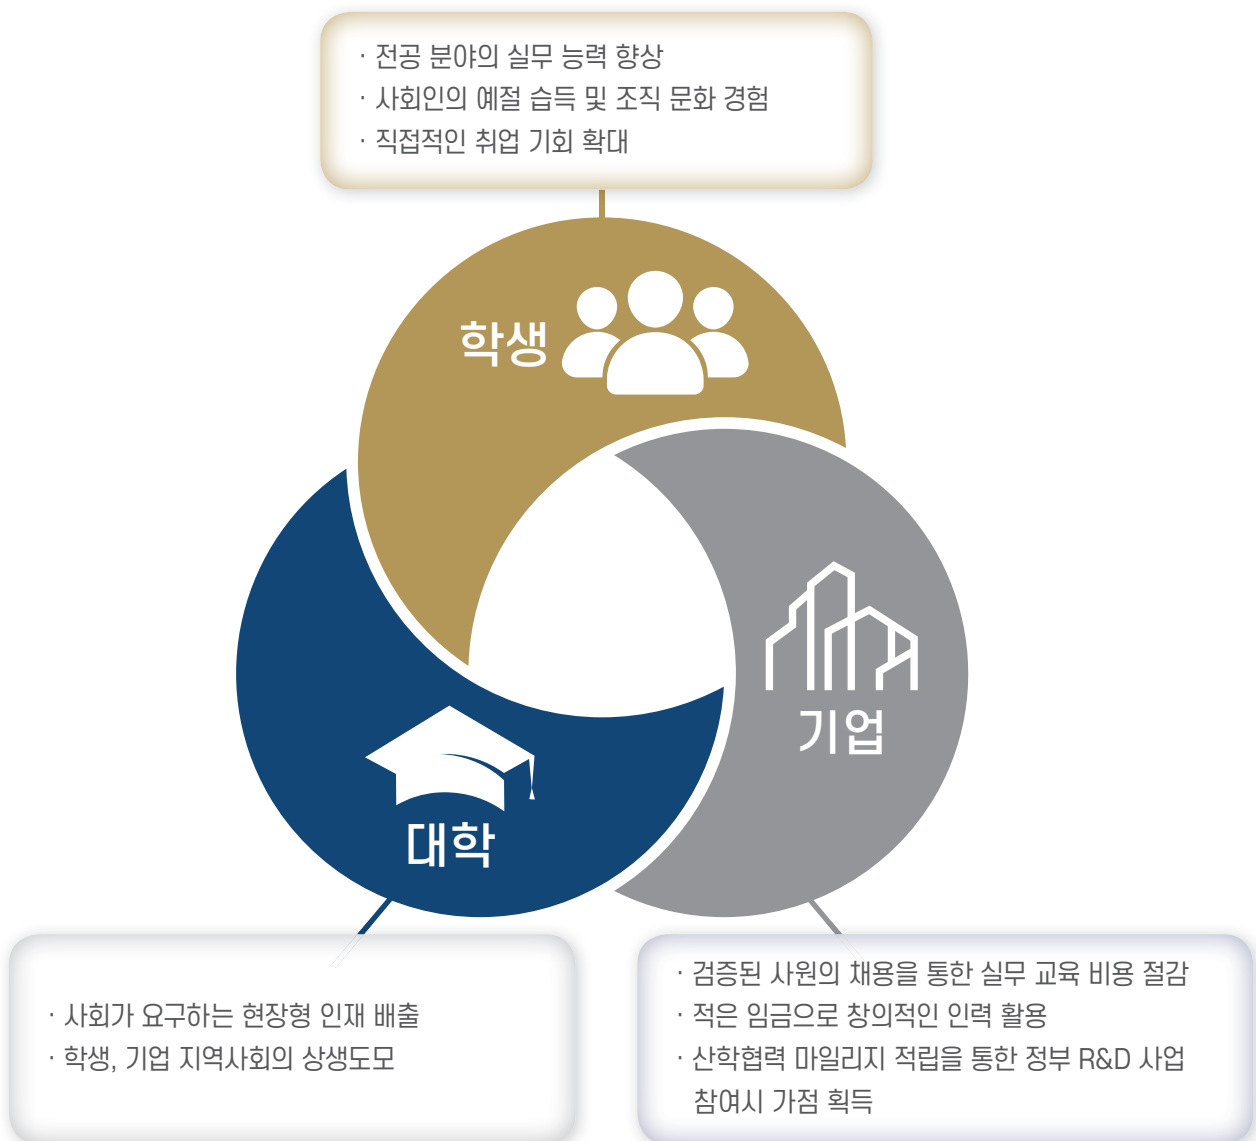 · 전공 분야의 실무 능력 향상
· 사회인의 예절 습득 및 조직 문화 경험
· 직접적인 취업 기회 확대
학생
기업
대학
· 사회가 요구하는 현장형 인재 배출
· 학생, 기업 지역사회의 상생도모
· 검증된 사원의 채용을 통한 실무 교육 비용 절감
· 적은 임금으로 창의적인 인력 활용
· 산학협력 마일리지 적립을 통한 정부 R&D 사업
참여시 가점 획득